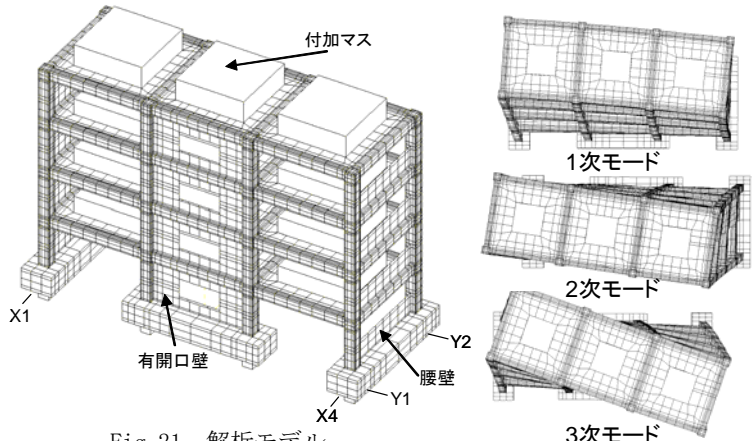 付加マス
1次モード
2次モード
X1
有開口壁
腰壁
Y2
Y1
X4
Fig.21 解析モデル
3次モード